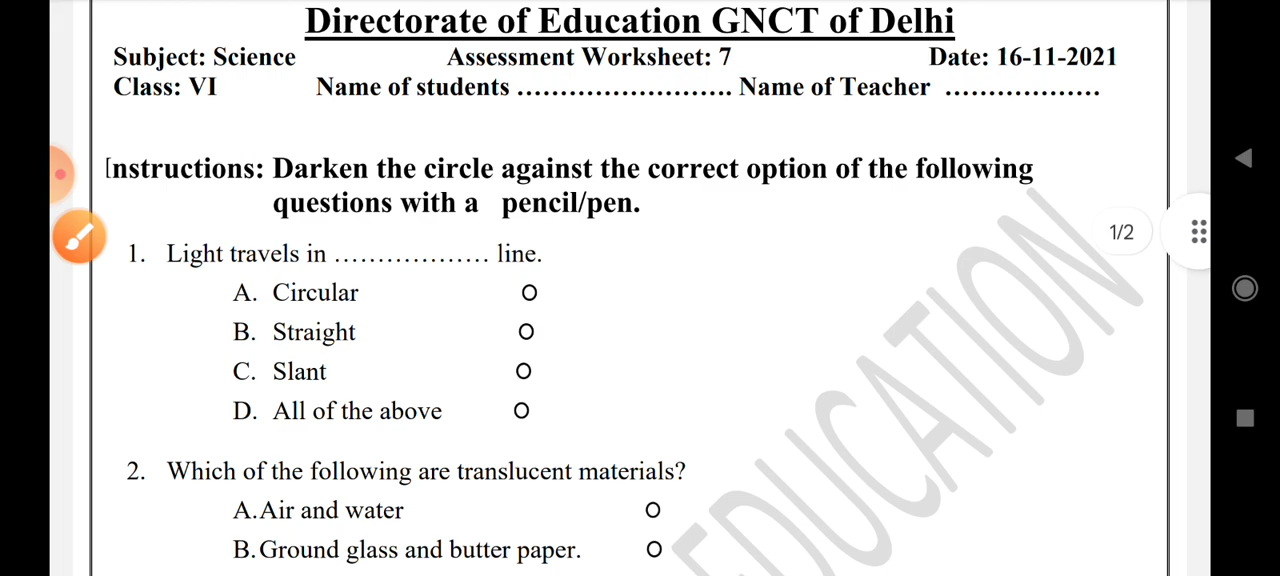 Directorate of Education GNCT of Delhi
Subject: Science Assessment Worksheet: 7 Date: 16-11-2021
Class: VI Name of students ......................... Name of Teacher ..................
Instructions: Darken the circle against the correct option of the following
questions with a pencil/pen.
1/2
1. Light travels in .................. line.
A. Circular O
B. Straight O
C. Slant O
D. All of the above O
2. Which of the following are translucent materials?
A. Air and water O
B. Ground glass and butter paper. O
EDUCATION